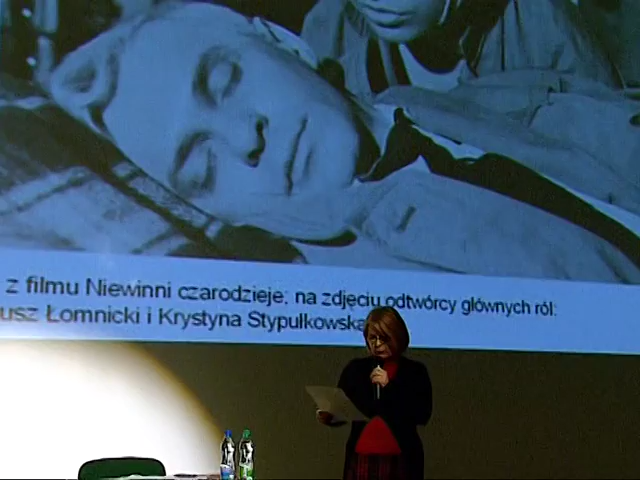 z filmu Niewinni czarodzieje; na zdjęciu odtwórcy głównych ról:
usz Łomnicki i Krystyna Stypułkowska